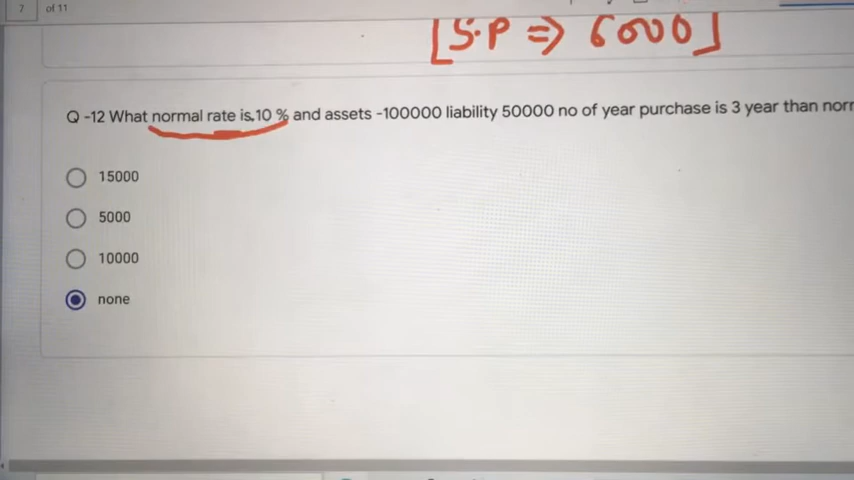 7 of 11
[S.P ⇒ 6000]
Q -12 What normal rate is 10 % and assets -100000 liability 50000 no of year purchase is 3 year than norr
15000
5000
10000
none